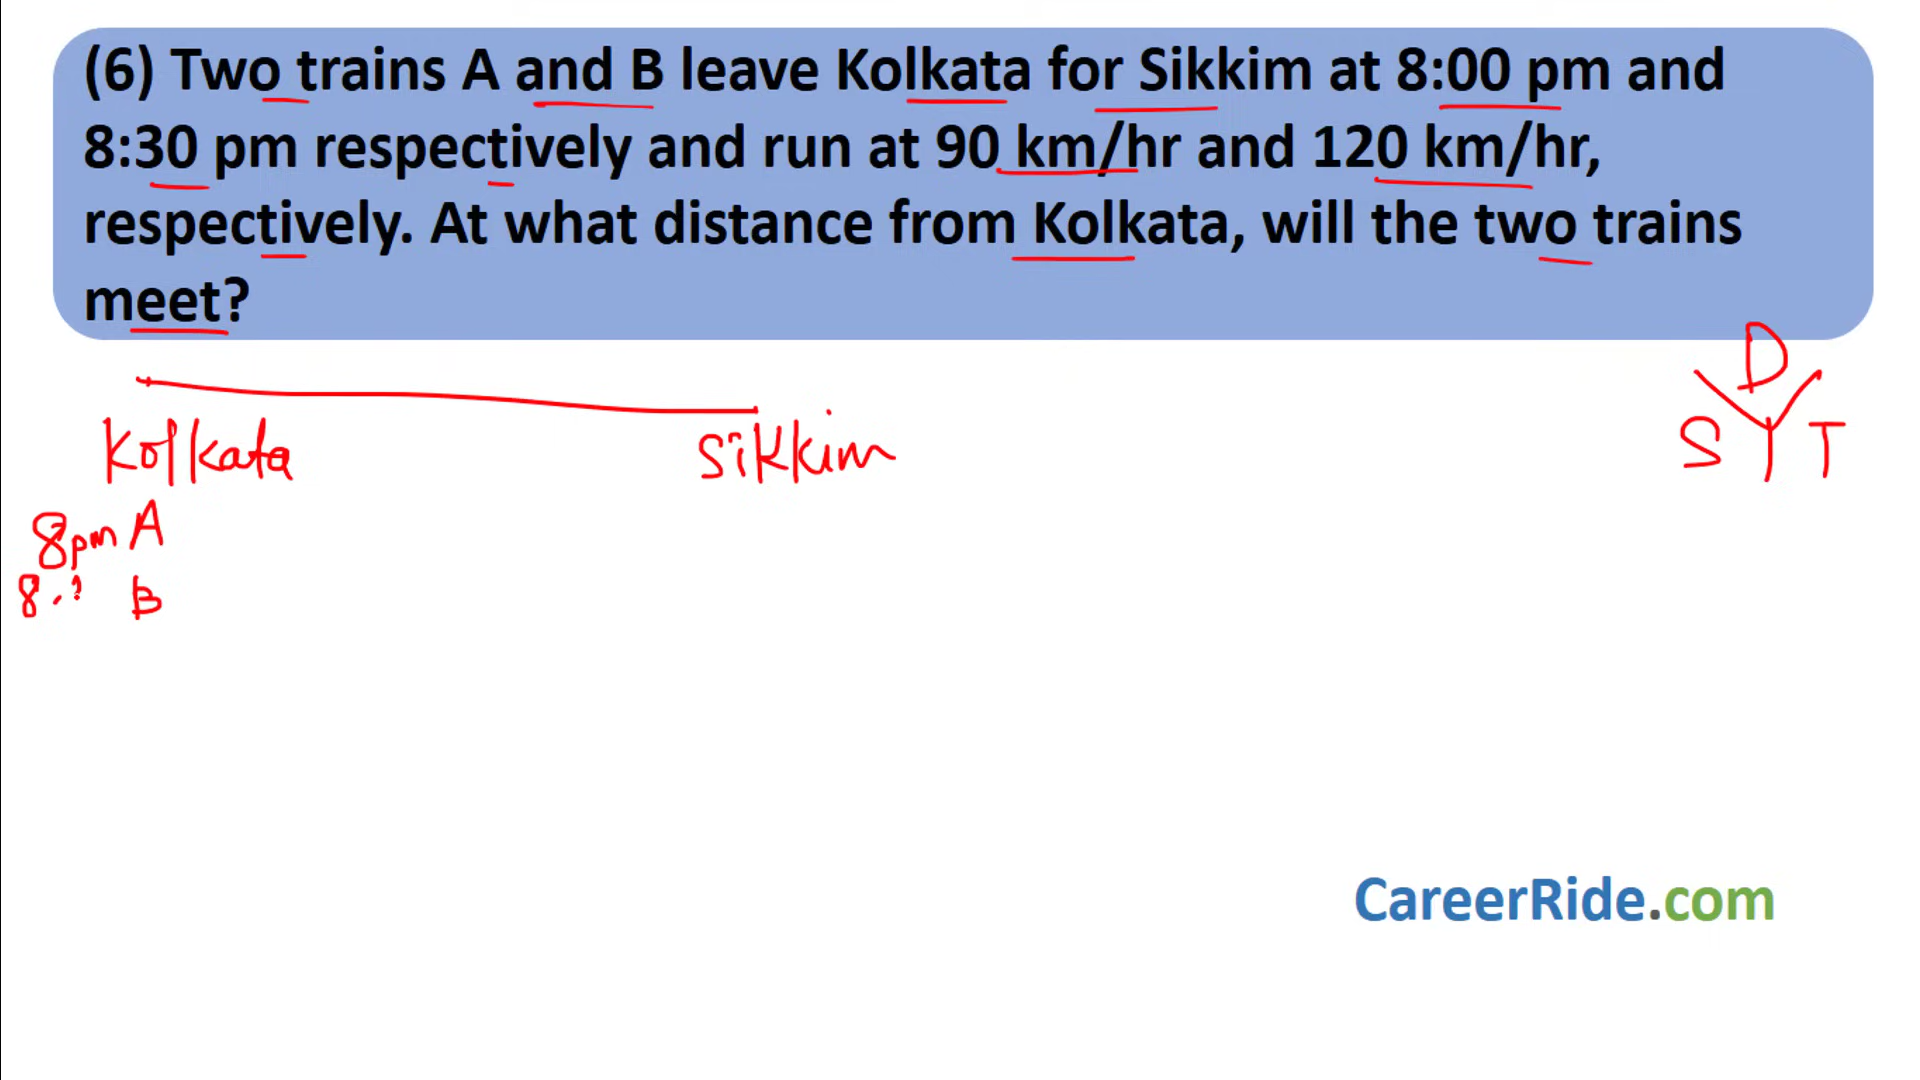 (6) Two trains A and B leave Kolkata for Sikkim at 8:00 pm and
8:30 pm respectively and run at 90 km/hr and 120 km/hr,
respectively. At what distance from Kolkata, will the two trains
meet?
D
S T
Kolkata Sikkim
8pm A
8 B
CareerRide.com